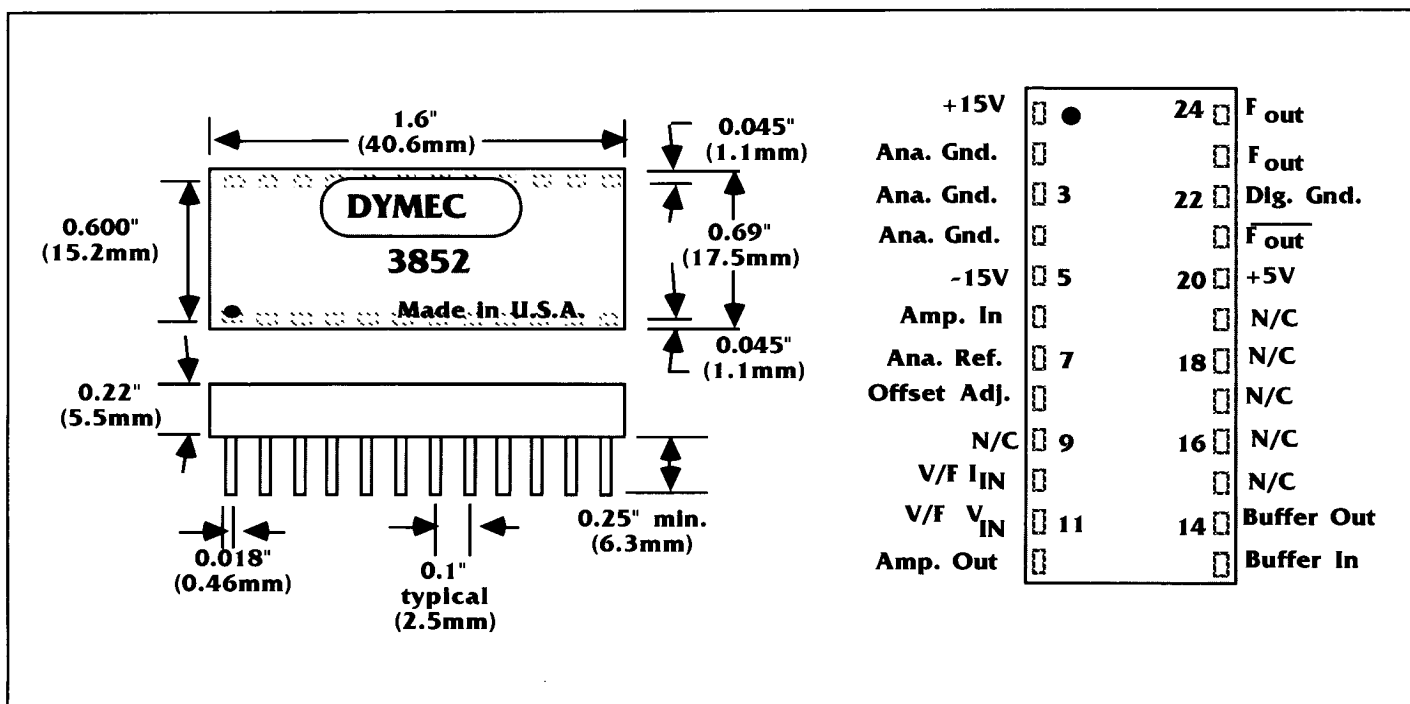 1.6"
(40.6mm)
0.045"
(1.1mm)
0.600"
(15.2mm)
DYMEC
3852
Made in U.S.A.
0.69"
(17.5mm)
0.045"
(1.1mm)
0.22"
(5.5mm)
0.25" min.
(6.3mm)
0.018"
(0.46mm)
0.1"
typical
(2.5mm)
+15V
24 F out
Ana. Gnd.
F out
Ana. Gnd. 3
22 Dig. Gnd.
Ana. Gnd.
F̅o̅u̅t̅
-15V 5
20 +5V
Amp. In
N/C
Ana. Ref. 7
18 N/C
Offset Adj.
N/C
N/C 9
16 N/C
V/F IIN
N/C
V/F VIN 11
14 Buffer Out
Amp. Out
Buffer In